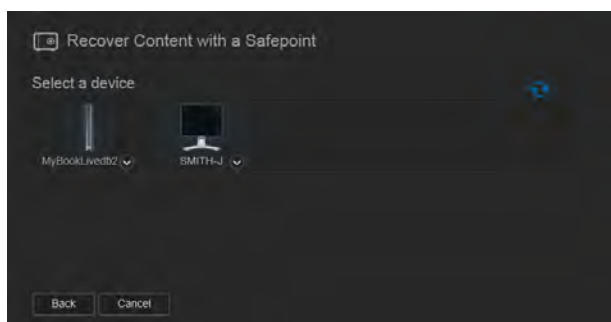 Recover Content with a Safepoint
Select a device
MyBookLivedb2 SMITH-J
Back Cancel